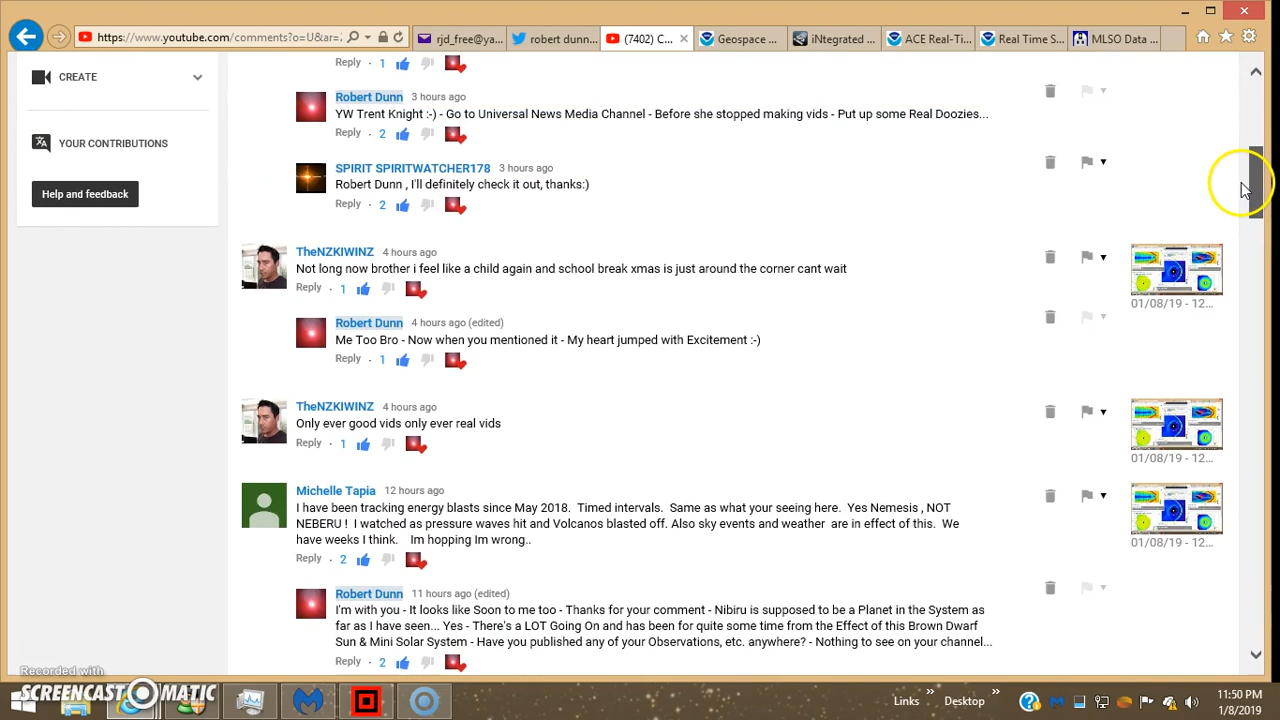 https://www.youtube.com/comments?o=U&ar=
rjd_free@ya...
robert dunn...
(7402) C...
Geospace ...
iNtegrated ...
ACE Real-Ti...
Real Time S...
MLSO Data ...
CREATE
YOUR CONTRIBUTIONS
Help and feedback
Reply · 1
Robert Dunn 3 hours ago
YW Trent Knight :-) - Go to Universal News Media Channel - Before she stopped making vids - Put up some Real Doozies...
Reply · 2
SPIRIT SPIRITWATCHER178 3 hours ago
Robert Dunn , I'll definitely check it out, thanks:)
Reply · 2
TheNZKIWINZ 4 hours ago
Not long now brother i feel like a child again and school break xmas is just around the corner cant wait
Reply · 1
01/08/19 - 12...
Robert Dunn 4 hours ago (edited)
Me Too Bro - Now when you mentioned it - My heart jumped with Excitement :-)
Reply · 1
TheNZKIWINZ 4 hours ago
Only ever good vids only ever real vids
Reply · 1
01/08/19 - 12...
Michelle Tapia 12 hours ago
I have been tracking energy blasts since May 2018. Timed intervals. Same as what your seeing here. Yes Nemesis , NOT
NEBERU ! I watched as pressure waves hit and Volcanos blasted off. Also sky events and weather are in effect of this. We
have weeks I think. Im hopping Im wrong..
Reply · 2
01/08/19 - 12...
Robert Dunn 11 hours ago (edited)
I'm with you - It looks like Soon to me too - Thanks for your comment - Nibiru is supposed to be a Planet in the System as
far as I have seen... Yes - There's a LOT Going On and has been for quite some time from the Effect of this Brown Dwarf
Sun & Mini Solar System - Have you published any of your Observations, etc. anywhere? - Nothing to see on your channel...
Reply · 2
Recorded with
SCREENCAST-O-MATIC
Links
Desktop
11:50 PM
1/8/2019